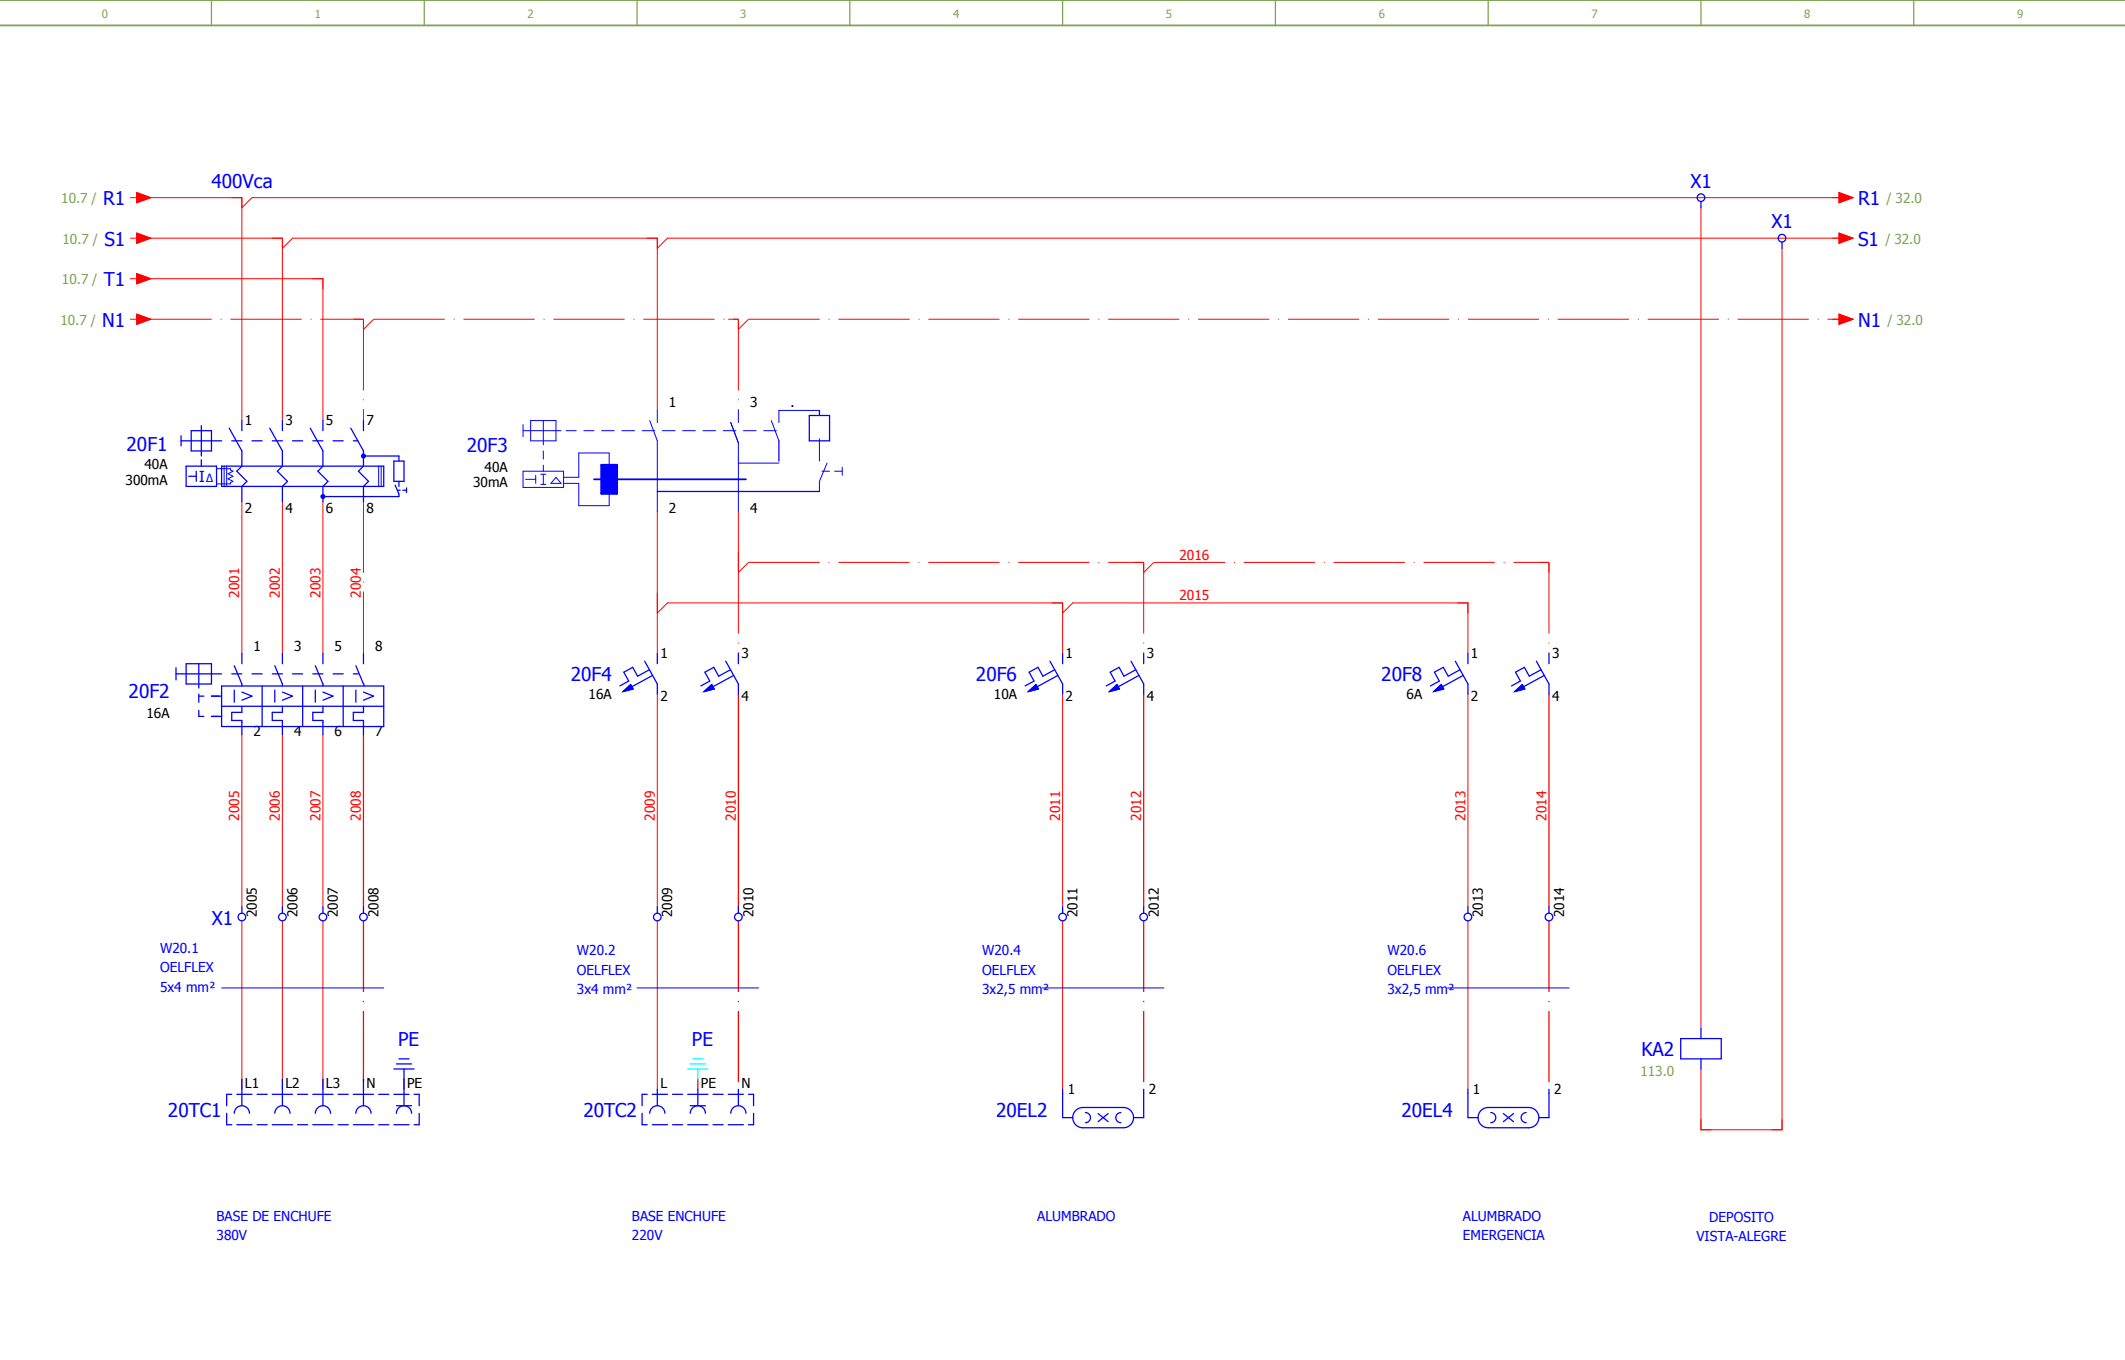 0 1 2 3 4 5 6 7 8 9
400Vca
X1
10.7 / R1
R1 / 32.0
X1
10.7 / S1
S1 / 32.0
10.7 / T1
10.7 / N1
N1 / 32.0
1 3 5 7
20F1
40A
300mA
2 4 6 8
1 3 .
20F3
40A
30mA
2 4
2001 2002 2003 2004
2016
2015
1 3 5 8
20F2
16A
2 4 6 7
1 3
20F4
16A
2 4
1 3
20F6
10A
2 4
1 3
20F8
6A
2 4
2005 2006 2007 2008
2009 2010
2011 2012
2013 2014
X1
2005 2006 2007 2008
2009 2010
2011 2012
2013 2014
W20.1
OELFLEX
5x4 mm²
W20.2
OELFLEX
3x4 mm²
W20.4
OELFLEX
3x2,5 mm²
W20.6
OELFLEX
3x2,5 mm²
PE
L1 L2 L3 N PE
20TC1
PE
L PE N
20TC2
1 2
20EL2
1 2
20EL4
KA2
113.0
BASE DE ENCHUFE
380V
BASE ENCHUFE
220V
ALUMBRADO
ALUMBRADO
EMERGENCIA
DEPOSITO
VISTA-ALEGRE